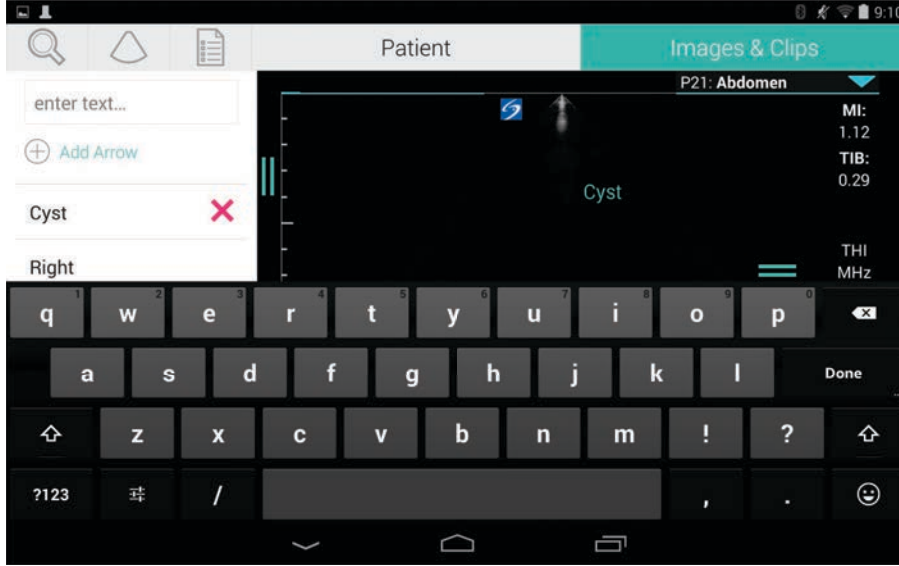 9:10
Patient
Images & Clips
enter text...
P21: Abdomen
MI:
1.12
Add Arrow
TIB:
0.29
Cyst
Cyst
Right
THI
MHz
1 2 3 4 5 6 7 8 9 0
q w e r t y u i o p
a s d f g h j k l Done
z x c v b n m ! ?
?123 / , .